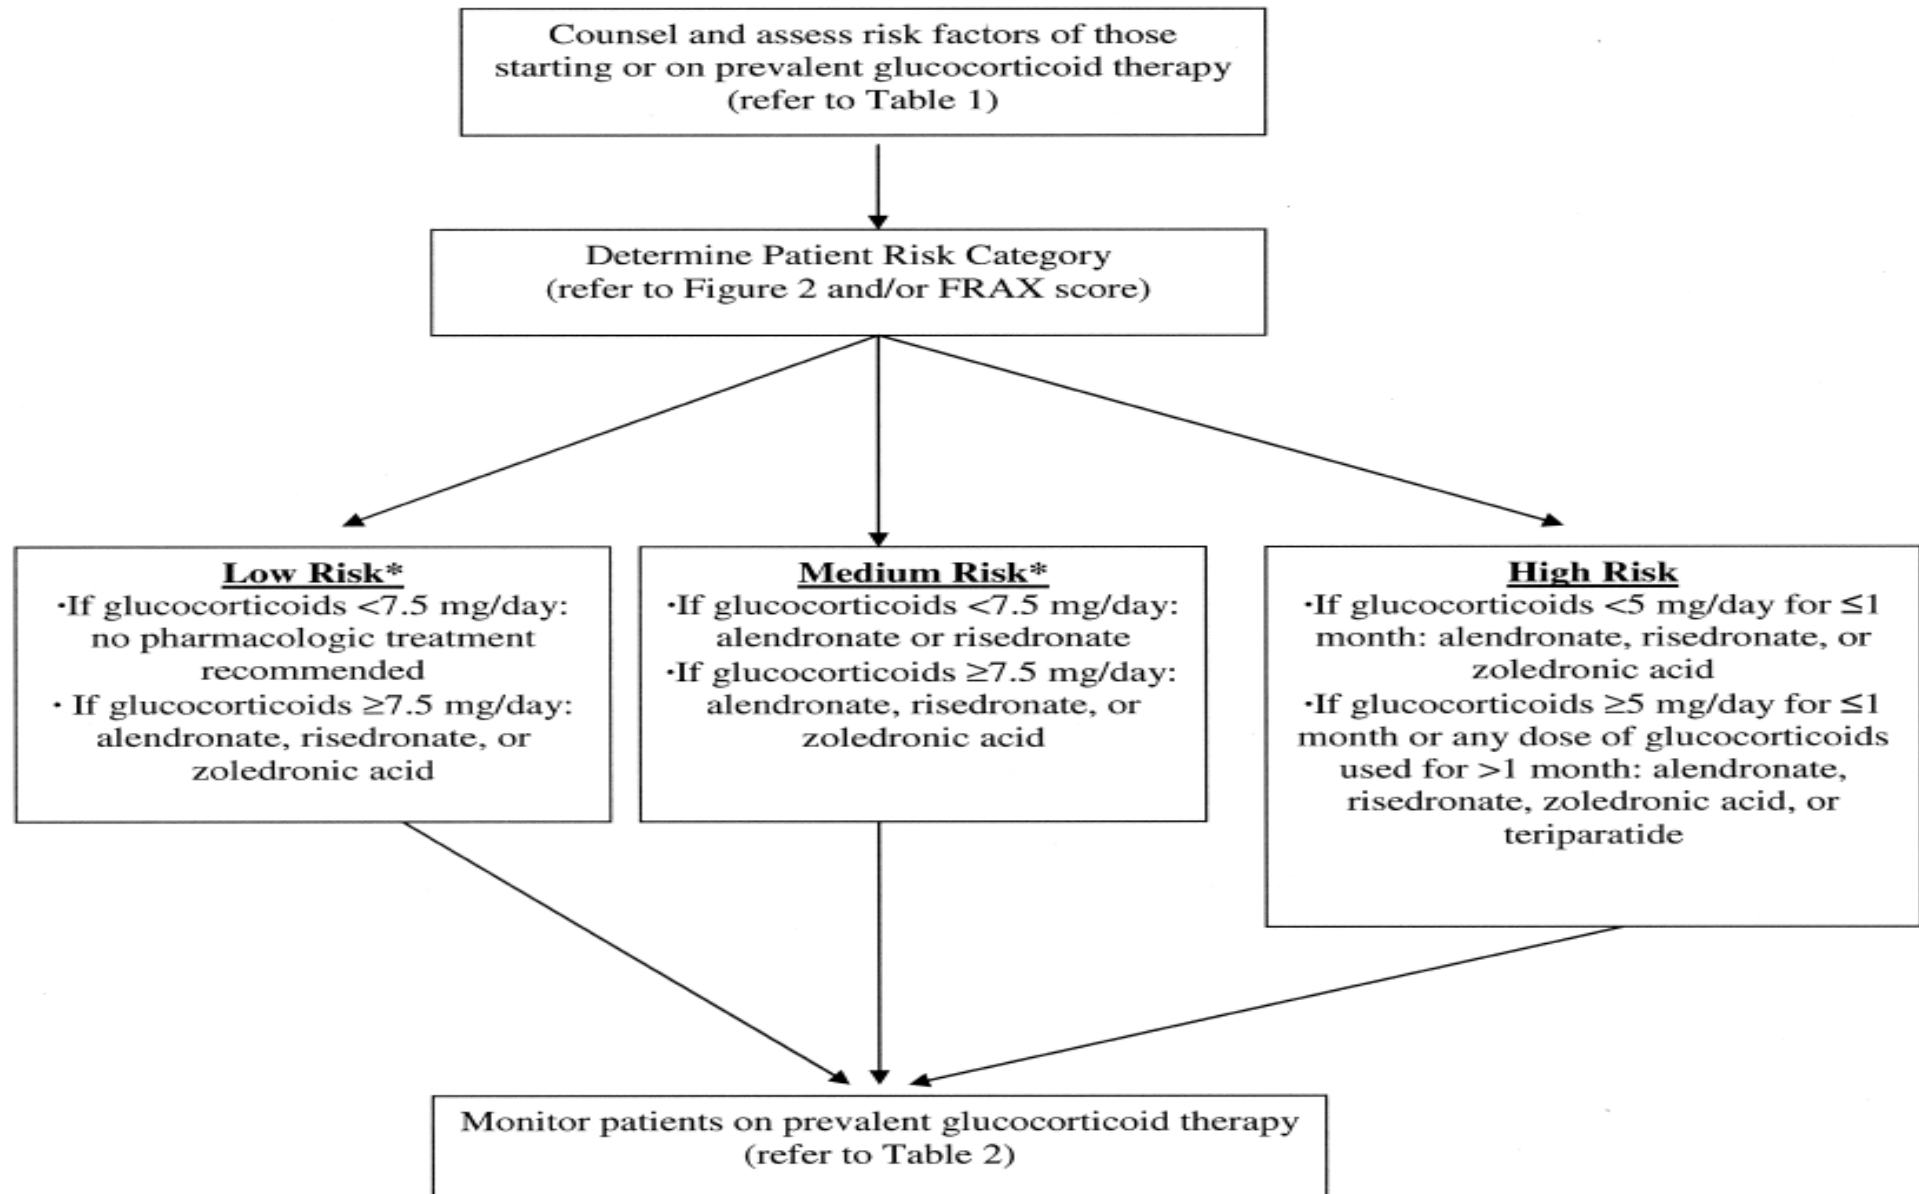 Counsel and assess risk factors of those
starting or on prevalent glucocorticoid therapy
(refer to Table 1)
Determine Patient Risk Category
(refer to Figure 2 and/or FRAX score)
Low Risk*
·If glucocorticoids <7.5 mg/day:
no pharmacologic treatment
recommended
· If glucocorticoids ≥7.5 mg/day:
alendronate, risedronate, or
zoledronic acid
Medium Risk*
·If glucocorticoids <7.5 mg/day:
alendronate or risedronate
·If glucocorticoids ≥7.5 mg/day:
alendronate, risedronate, or
zoledronic acid
High Risk
·If glucocorticoids <5 mg/day for ≤1
month: alendronate, risedronate, or
zoledronic acid
·If glucocorticoids ≥5 mg/day for ≤1
month or any dose of glucocorticoids
used for >1 month: alendronate,
risedronate, zoledronic acid, or
teriparatide
Monitor patients on prevalent glucocorticoid therapy
(refer to Table 2)